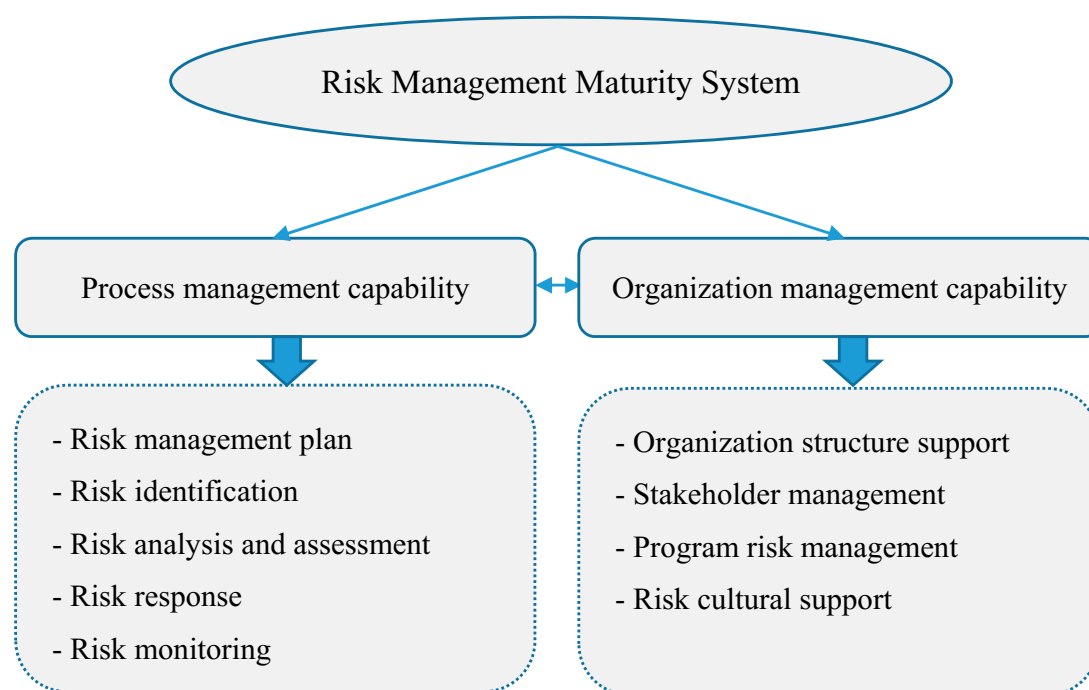 Risk Management Maturity System
Process management capability
Organization management capability
- Risk management plan
- Risk identification
- Risk analysis and assessment
- Risk response
- Risk monitoring
- Organization structure support
- Stakeholder management
- Program risk management
- Risk cultural support